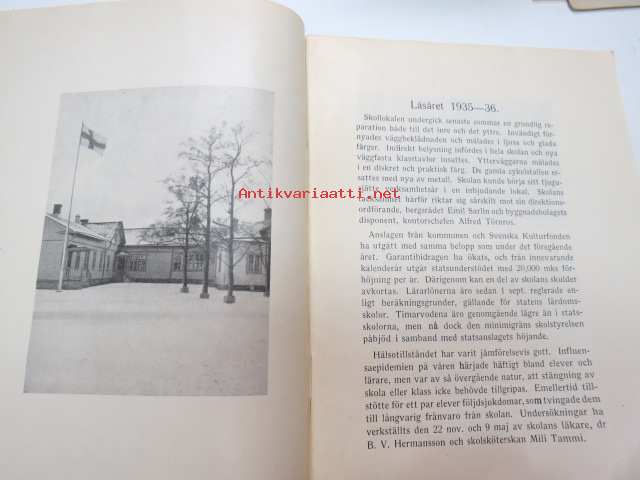 Läsåret 1935—36.
Skollokalen undergick senaste sommar en grundlig re-
paration både till det inre och det yttre. Invändigt för-
nyades väggbeklädnaden och målades i ljusa och glada
färger. Indirekt belysning infördes i hela skolan och nya
väggfasta klasstavlor insattes. Ytterväggarna målades
i en diskret och praktisk färg. De gamla cykelställen er-
sattes med nya av metall. Skolan kunde börja sitt tjugu-
verksamhetsår i en inbjudande lokal. Skolans
tacksamhet härför riktar sig särskilt mot sin direktions-
ordförande, bergsrådet Emil Sarlin och byggnadsbolagets
disponent, kontorschefen Alfred Törnros.
Anslagen från kommunen och Svenska Kulturfonden
ha utgått med samma belopp som under det föregående
året. Garantibidragen ha ökats, och från innevarande
kalenderår utgår statsunderstödet med 20,000 mks för-
höjning per år. Därigenom kan en del av skolans skulder
avkortas. Lärarlönerna äro sedan 1 sept. reglerade en-
ligt beräkningsgrunder, gällande för statens lärdoms-
skolor. Timarvodena äro genomgående lägre än i stats-
skolorna, men nå dock den minimigräns skolstyrelsen
påbjöd i samband med statsanslagets höjande.
Hälsotillståndet har varit jämförelsevis gott. Influen-
saepidemien på våren härjade häftigt bland elever och
lärare, men var av så övergående natur, att stängning av
skola eller klass icke behövde tillgripas. Emellertid till-
stötte för ett par elever följdsjukdomar, som tvingade dem
till långvarig frånvaro från skolan. Undersökningar ha
verkställts den 22 nov. och 9 maj av skolans läkare, dr
B. V. Hermansson och skolsköterskan Mili Tammi.
Antikvariaatti.net